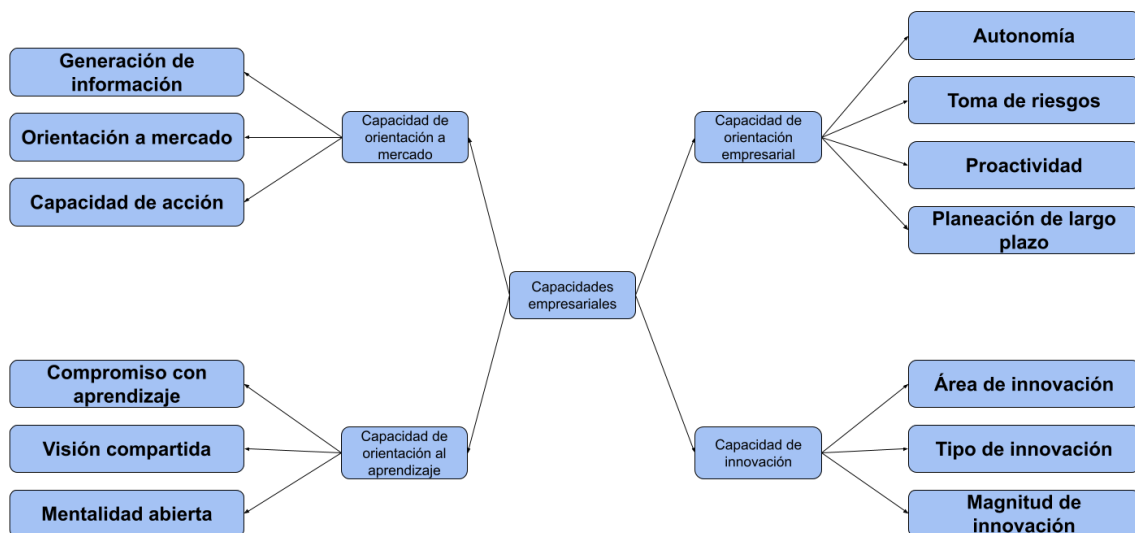 Generación de
información
Orientación a mercado
Capacidad de acción
Capacidad de
orientación a
mercado
Capacidad de
orientación
empresarial
Autonomía
Toma de riesgos
Proactividad
Planeación de largo
plazo
Capacidades
empresariales
Compromiso con
aprendizaje
Visión compartida
Mentalidad abierta
Capacidad de
orientación al
aprendizaje
Capacidad de
innovación
Área de innovación
Tipo de innovación
Magnitud de
innovación